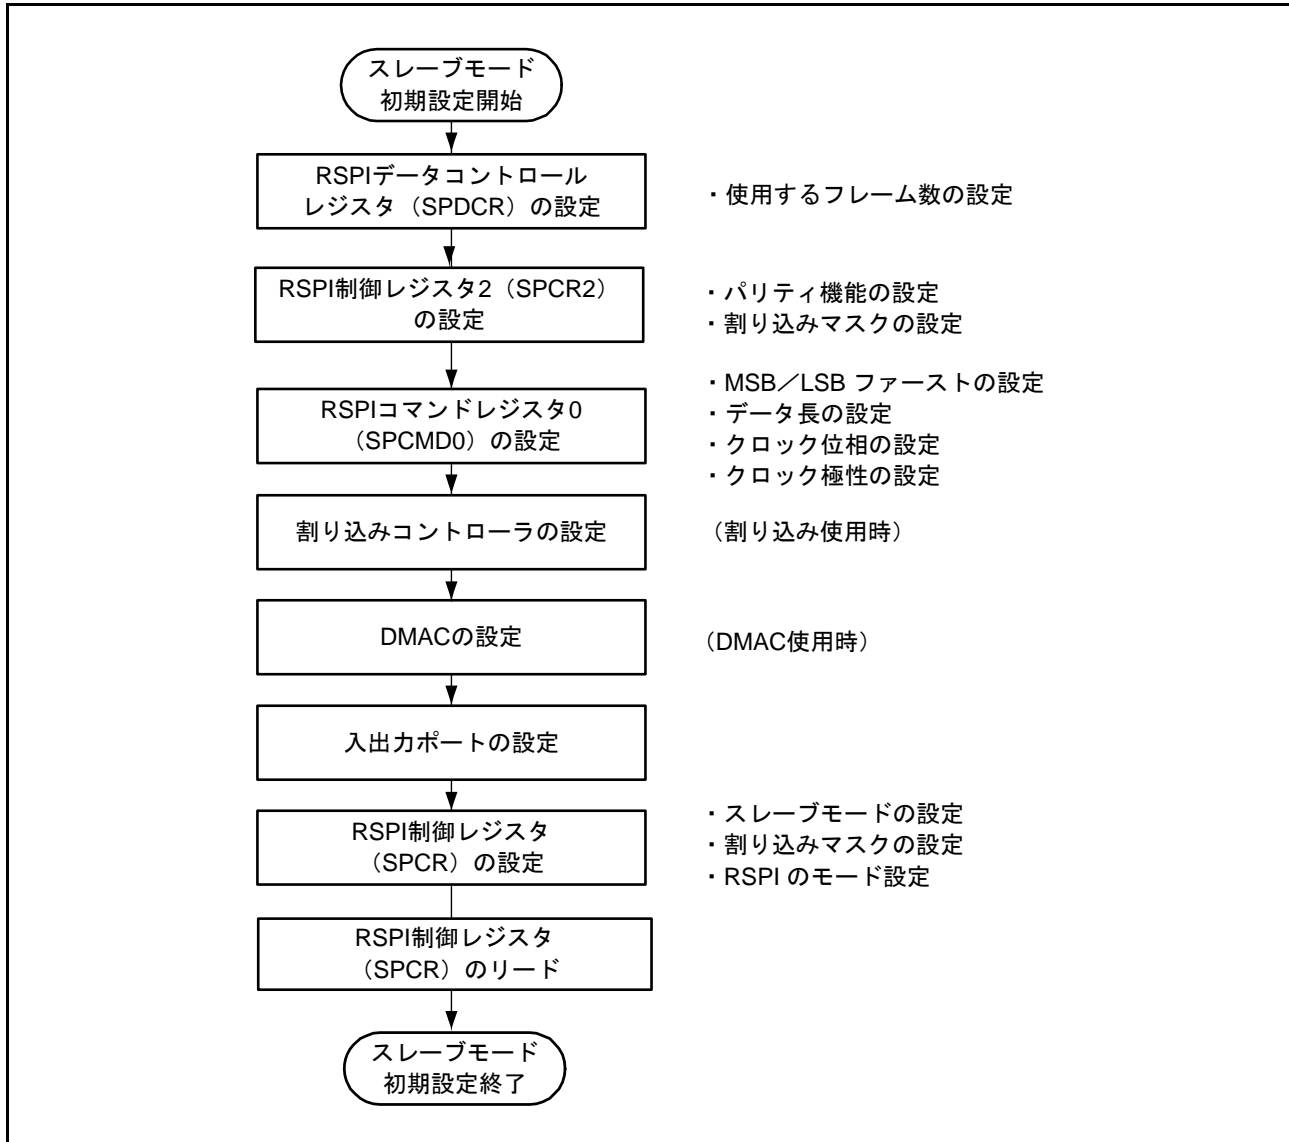 スレーブモード
初期設定開始
RSPIデータコントロール
レジスタ（SPDCR）の設定
・使用するフレーム数の設定
RSPI制御レジスタ2（SPCR2）
の設定
・パリティ機能の設定
・割り込みマスクの設定
RSPIコマンドレジスタ0
（SPCMD0）の設定
・MSB／LSB ファーストの設定
・データ長の設定
・クロック位相の設定
・クロック極性の設定
割り込みコントローラの設定
（割り込み使用時）
DMACの設定
（DMAC使用時）
入出力ポートの設定
RSPI制御レジスタ
（SPCR）の設定
・スレーブモードの設定
・割り込みマスクの設定
・RSPI のモード設定
RSPI制御レジスタ
（SPCR）のリード
スレーブモード
初期設定終了